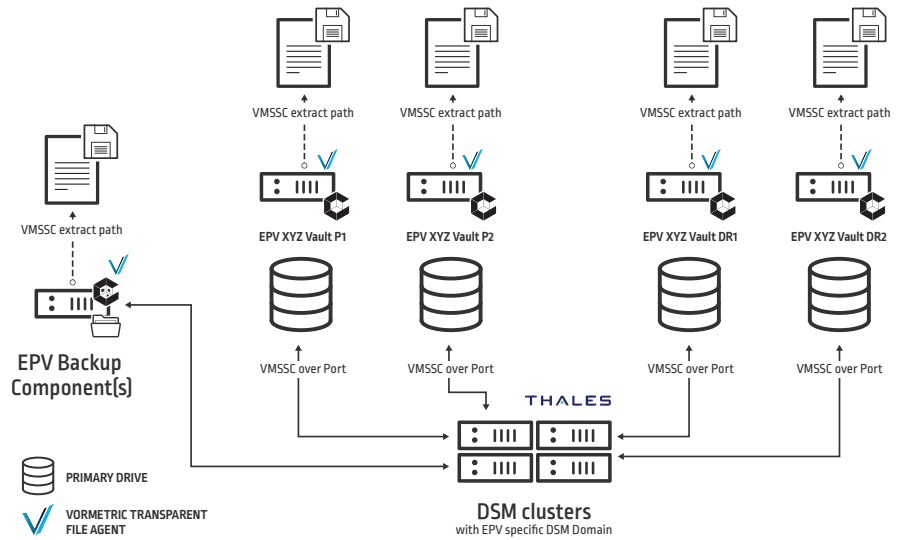 VMSSC extract path
VMSSC extract path
VMSSC extract path
VMSSC extract path
EPV XYZ Vault P1
EPV XYZ Vault P2
EPV XYZ Vault DR1
EPV XYZ Vault DR2
VMSSC extract path
EPV Backup
Component(s)
VMSSC over Port
VMSSC over Port
VMSSC over Port
VMSSC over Port
THALES
DSM clusters
with EPV specific DSM Domain
PRIMARY DRIVE
VORMETRIC TRANSPARENT
FILE AGENT